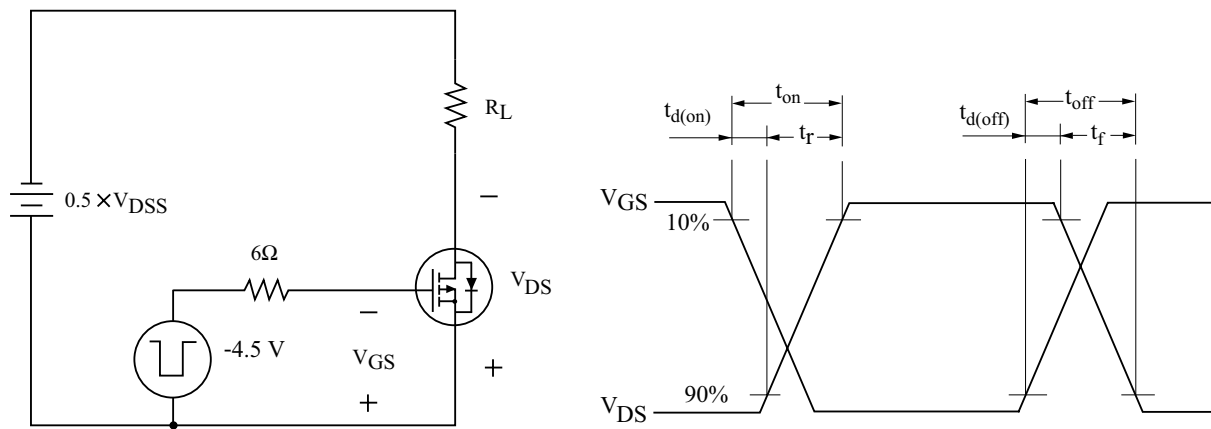 R_L
−
0.5 × V_DSS
6Ω
V_DS
−
-4.5 V
V_GS
+
+
t_on
t_d(on)
t_r
t_off
t_d(off)
t_f
V_GS
10%
90%
V_DS